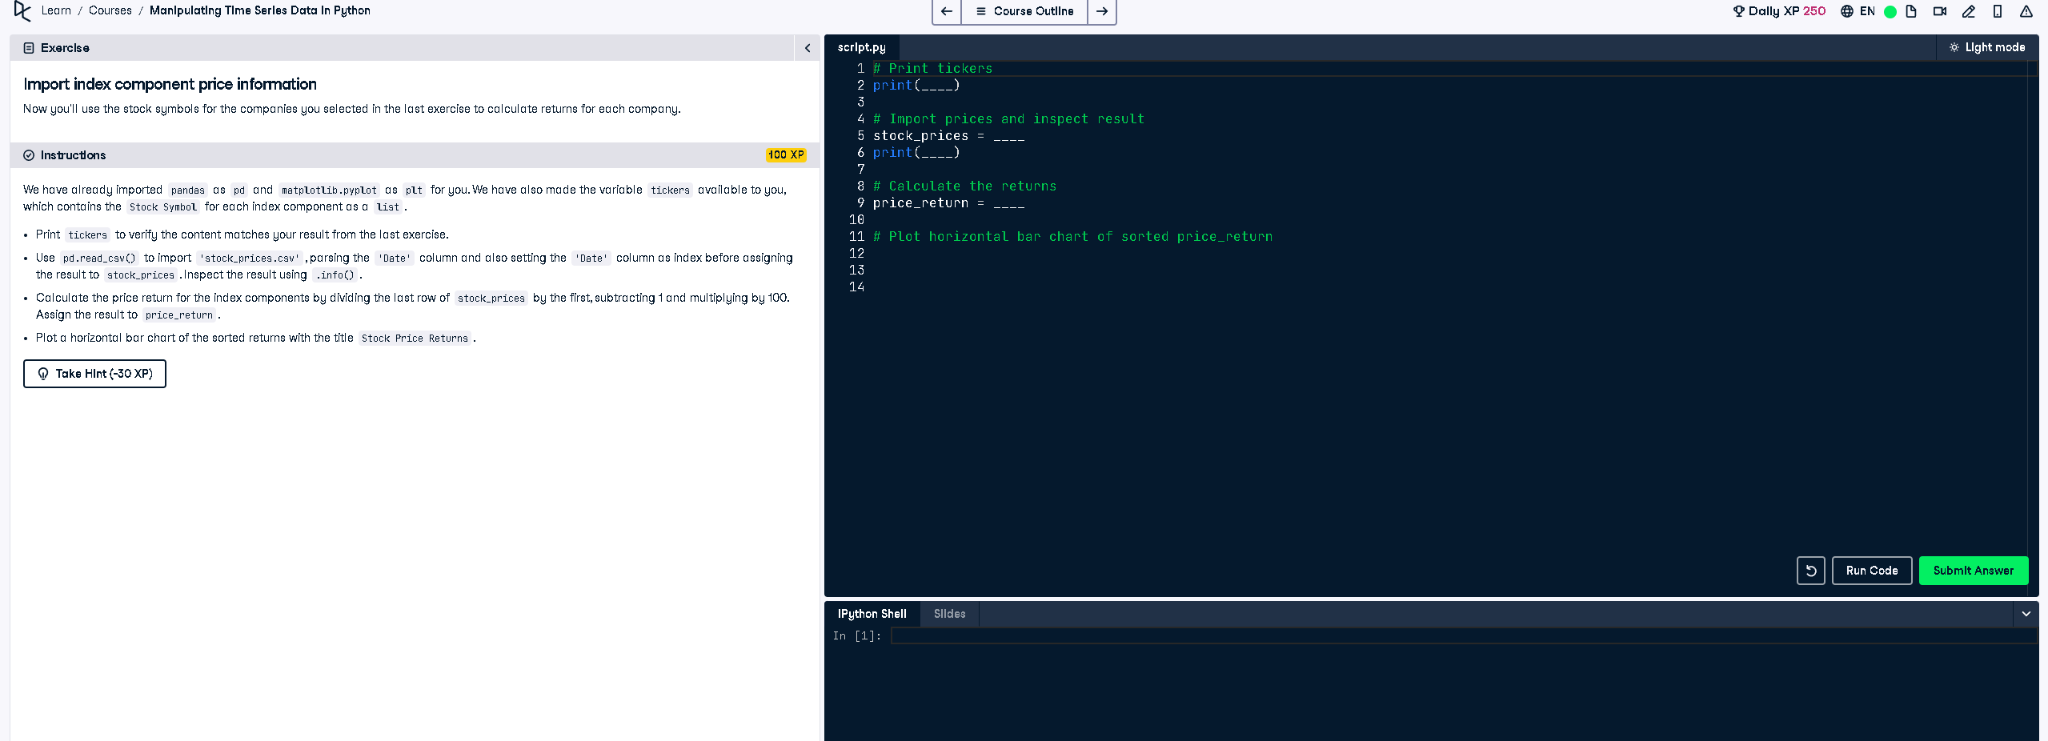 Learn / Courses / Manipulating Time Series Data in Python
Course Outline
Daily XP 250
EN
Exercise
Import index component price information
Now you'll use the stock symbols for the companies you selected in the last exercise to calculate returns for each company.
Instructions
100 XP
We have already imported pandas as pd and matplotlib.pyplot as plt for you. We have also made the variable tickers available to you,
which contains the Stock Symbol for each index component as a list.
• Print tickers to verify the content matches your result from the last exercise.
• Use pd.read_csv() to import 'stock_prices.csv', parsing the 'Date' column and also setting the 'Date' column as index before assigning
the result to stock_prices. Inspect the result using .info().
• Calculate the price return for the index components by dividing the last row of stock_prices by the first, subtracting 1 and multiplying by 100.
Assign the result to price_return.
• Plot a horizontal bar chart of the sorted returns with the title Stock Price Returns.
Take Hint (-30 XP)
script.py
Light mode
1 # Print tickers
2 print(____)
3
4 # Import prices and inspect result
5 stock_prices = ____
6 print(____)
7
8 # Calculate the returns
9 price_return = ____
10
11 # Plot horizontal bar chart of sorted price_return
12
13
14
Run Code
Submit Answer
IPython Shell
Slides
In [1]: